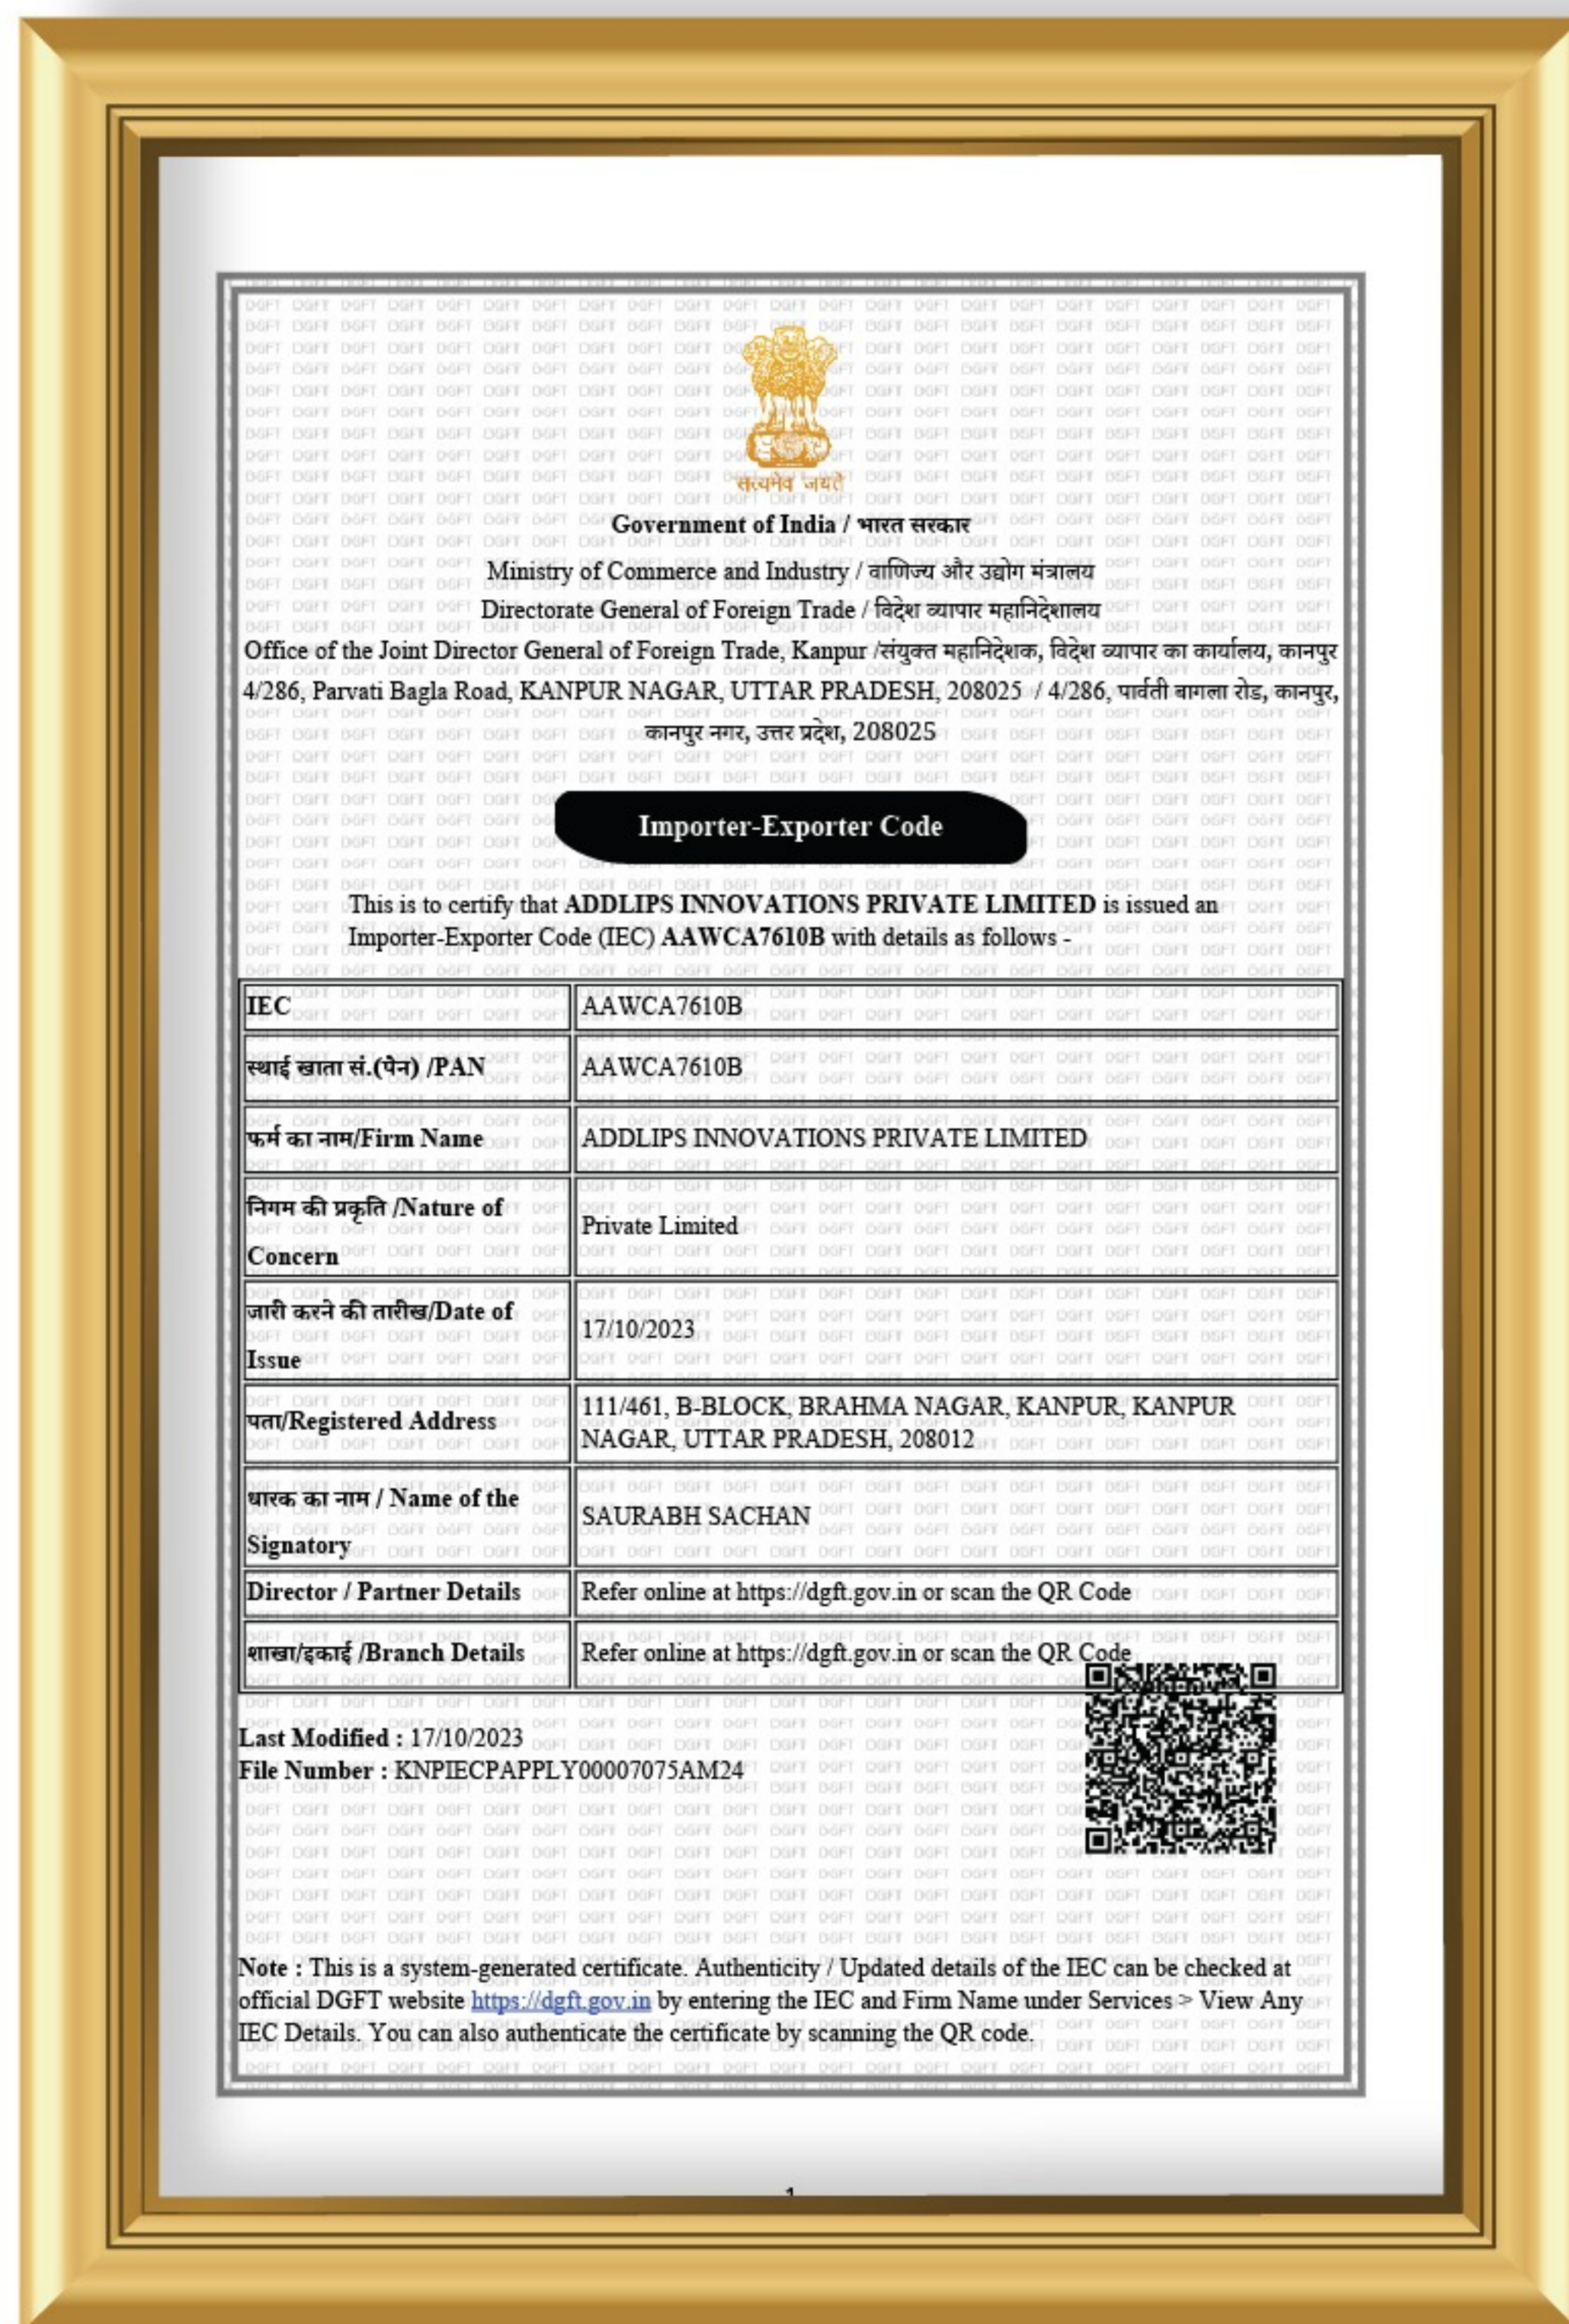 सत्यमेव जयते
Government of India / भारत सरकार
Ministry of Commerce and Industry / वाणिज्य और उद्योग मंत्रालय
Directorate General of Foreign Trade / विदेश व्यापार महानिदेशालय
Office of the Joint Director General of Foreign Trade, Kanpur /संयुक्त महानिदेशक, विदेश व्यापार का कार्यालय, कानपुर
4/286, Parvati Bagla Road, KANPUR NAGAR, UTTAR PRADESH, 208025 / 4/286, पार्वती बागला रोड, कानपुर,
कानपुर नगर, उत्तर प्रदेश, 208025
Importer-Exporter Code
This is to certify that ADDLIPS INNOVATIONS PRIVATE LIMITED is issued an
Importer-Exporter Code (IEC) AAWCA7610B with details as follows -
IEC AAWCA7610B
स्थाई खाता सं.(पैन) /PAN AAWCA7610B
फर्म का नाम/Firm Name ADDLIPS INNOVATIONS PRIVATE LIMITED
निगम की प्रकृति /Nature of
Concern
Private Limited
जारी करने की तारीख/Date of
Issue
17/10/2023
पता/Registered Address
111/461, B-BLOCK, BRAHMA NAGAR, KANPUR, KANPUR
NAGAR, UTTAR PRADESH, 208012
धारक का नाम / Name of the
Signatory
SAURABH SACHAN
Director / Partner Details Refer online at https://dgft.gov.in or scan the QR Code
शाखा/इकाई /Branch Details Refer online at https://dgft.gov.in or scan the QR Code
Last Modified : 17/10/2023
File Number : KNPIECPAPPLY00007075AM24
Note : This is a system-generated certificate. Authenticity / Updated details of the IEC can be checked at
official DGFT website https://dgft.gov.in by entering the IEC and Firm Name under Services > View Any
IEC Details. You can also authenticate the certificate by scanning the QR code.
1